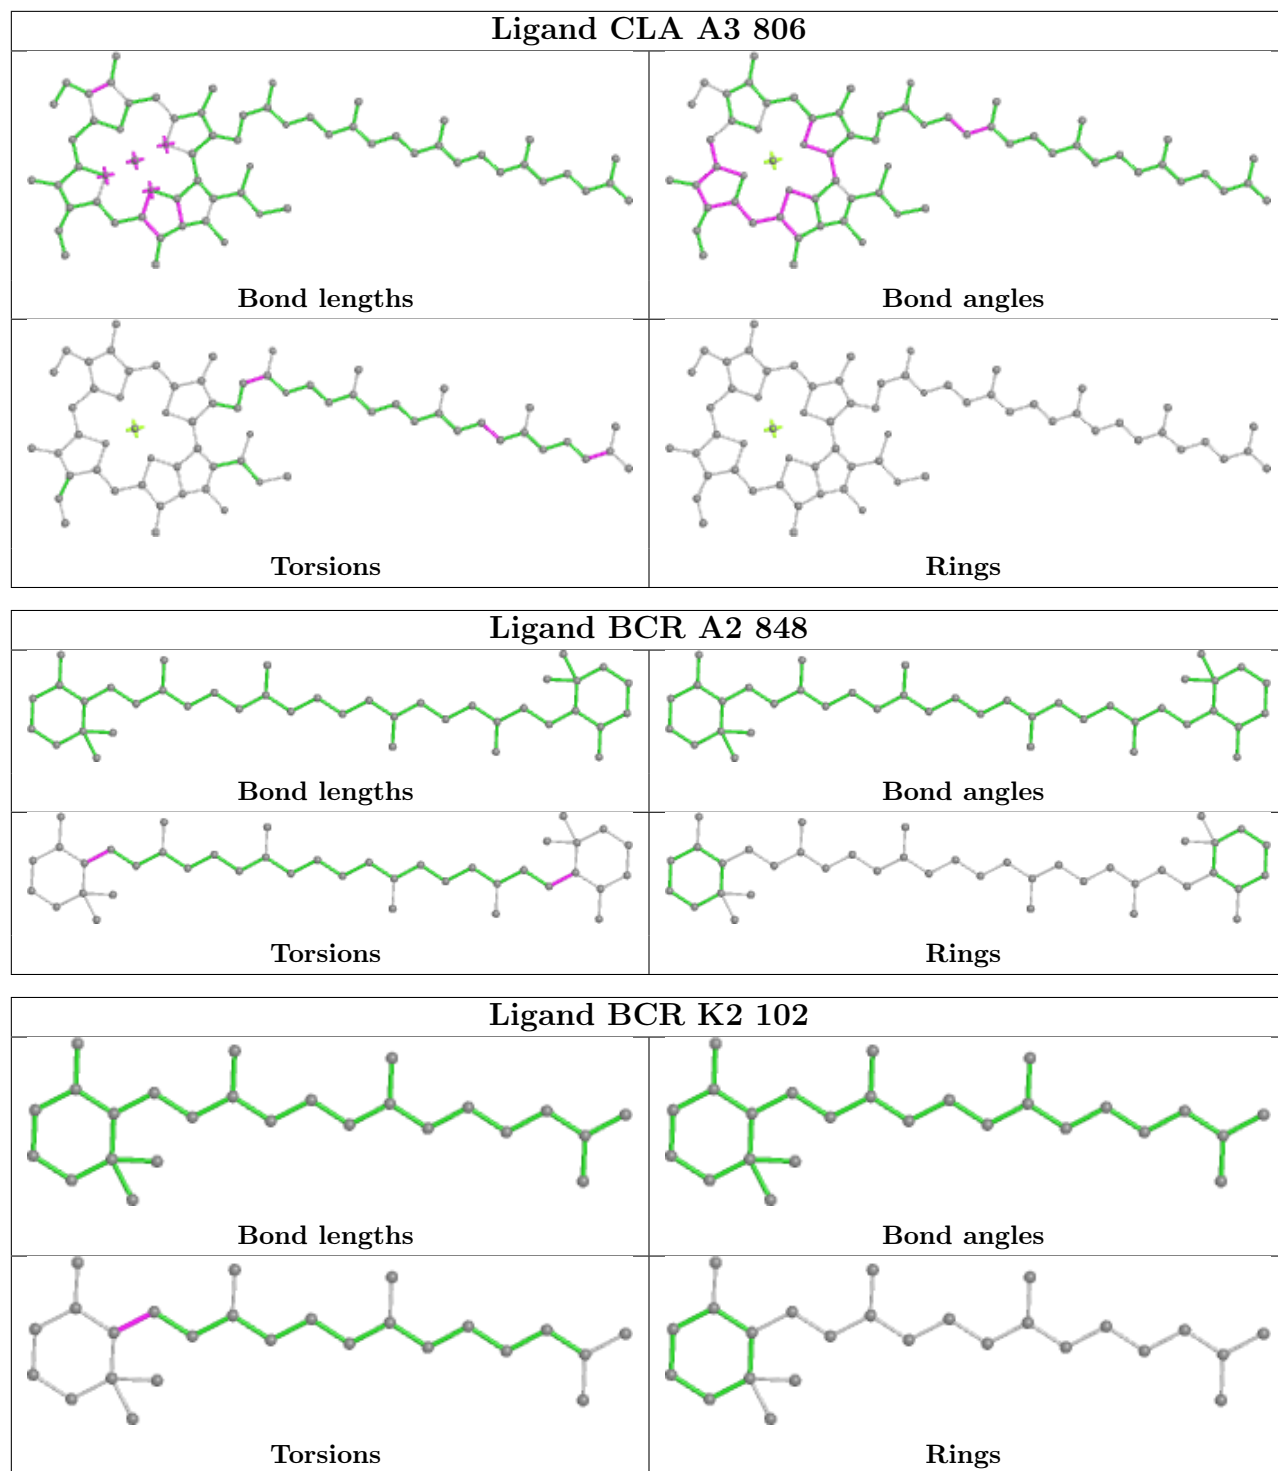 Ligand CLA A3 806
Bond lengths
Bond angles
Torsions
Rings
Ligand BCR A2 848
Bond lengths
Bond angles
Torsions
Rings
Ligand BCR K2 102
Bond lengths
Bond angles
Torsions
Rings